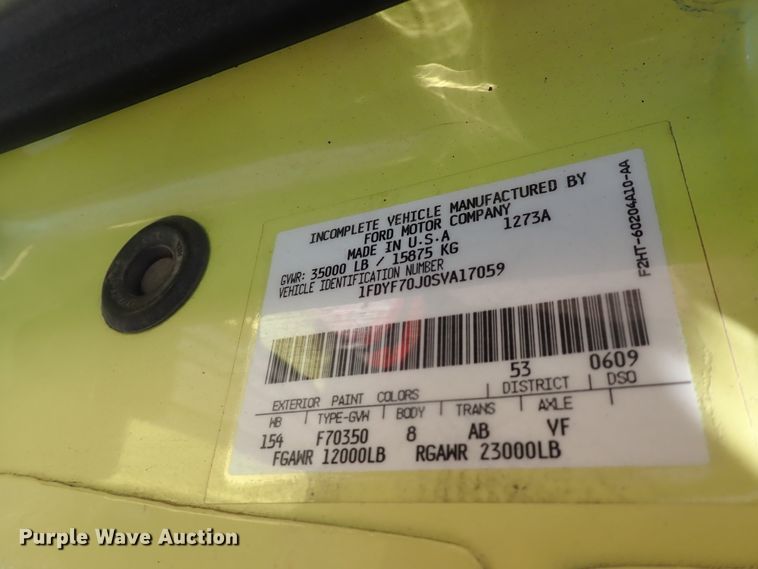 INCOMPLETE VEHICLE MANUFACTURED BY
FORD MOTOR COMPANY
MADE IN U.S.A 1273A
GVWR: 35000 LB / 15875 KG
VEHICLE IDENTIFICATION NUMBER
1FDYF70J0SVA17059
F2HT-60204A10-AA
53 0609
EXTERIOR PAINT COLORS DISTRICT DSO
WB TYPE-GVW BODY TRANS AXLE
154 F70350 8 AB VF
FGAWR 12000LB RGAWR 23000LB
Purple Wave Auction